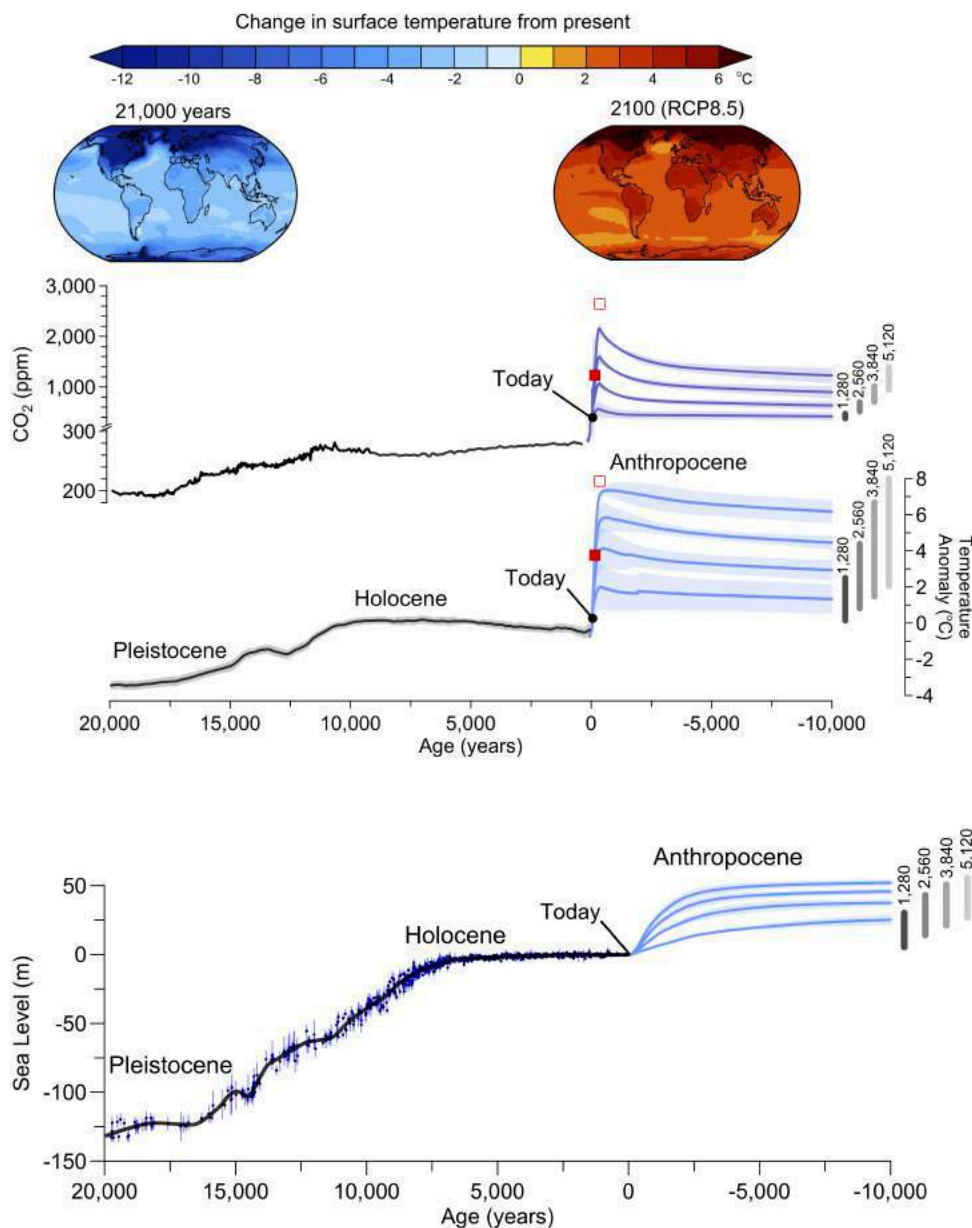 Change in surface temperature from present
-12 -10 -8 -6 -4 -2 0 2 4 6 °C
21,000 years
2100 (RCP8.5)
3,000
2,000
1,000
300
200
CO2 (ppm)
Today
1,280
2,560
3,840
5,120
Anthropocene
8
6
4
2
0
-2
-4
Temperature
Anomaly (°C)
1,280
2,560
3,840
5,120
Today
Holocene
Pleistocene
20,000 15,000 10,000 5,000 0 -5,000 -10,000
Age (years)
Anthropocene
1,280
2,560
3,840
5,120
50
0
-50
-100
-150
Sea Level (m)
Today
Holocene
Pleistocene
20,000 15,000 10,000 5,000 0 -5,000 -10,000
Age (years)